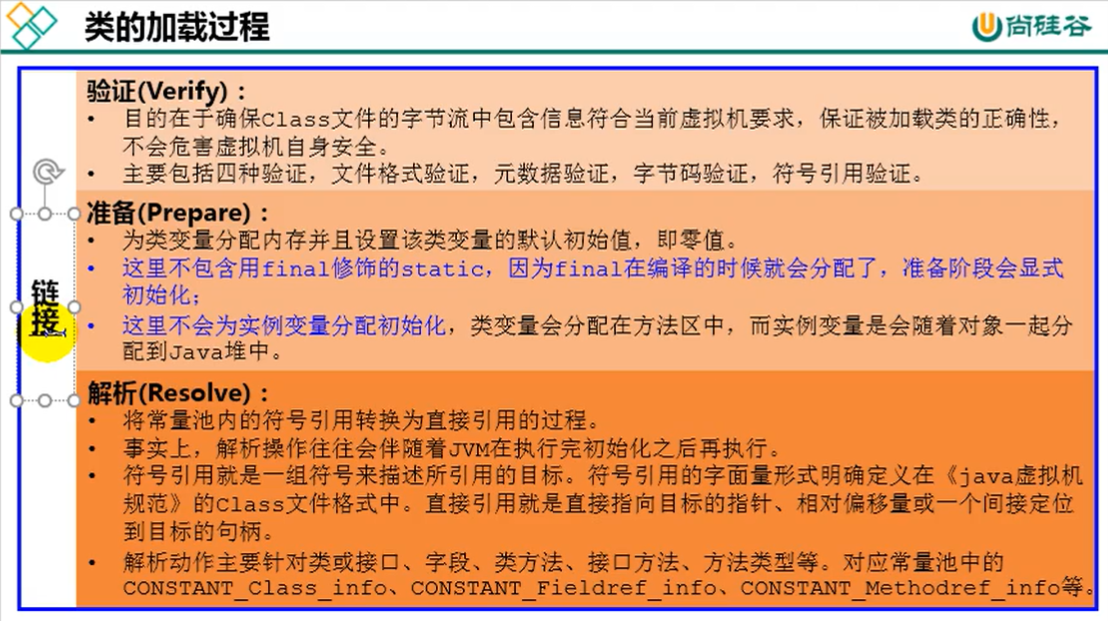 类的加载过程
尚硅谷
链接
验证(Verify)：
• 目的在于确保Class文件的字节流中包含信息符合当前虚拟机要求，保证被加载类的正确性，
不会危害虚拟机自身安全。
• 主要包括四种验证，文件格式验证，元数据验证，字节码验证，符号引用验证。
准备(Prepare)：
• 为类变量分配内存并且设置该类变量的默认初始值，即零值。
• 这里不包含用final修饰的static，因为final在编译的时候就会分配了，准备阶段会显式
初始化；
• 这里不会为实例变量分配初始化，类变量会分配在方法区中，而实例变量是会随着对象一起分
配到Java堆中。
解析(Resolve)：
• 将常量池内的符号引用转换为直接引用的过程。
• 事实上，解析操作往往会伴随着JVM在执行完初始化之后再执行。
• 符号引用就是一组符号来描述所引用的目标。符号引用的字面量形式明确定义在《java虚拟机
规范》的Class文件格式中。直接引用就是直接指向目标的指针、相对偏移量或一个间接定位
到目标的句柄。
• 解析动作主要针对类或接口、字段、类方法、接口方法、方法类型等。对应常量池中的
CONSTANT_Class_info、CONSTANT_Fieldref_info、CONSTANT_Methodref_info等。